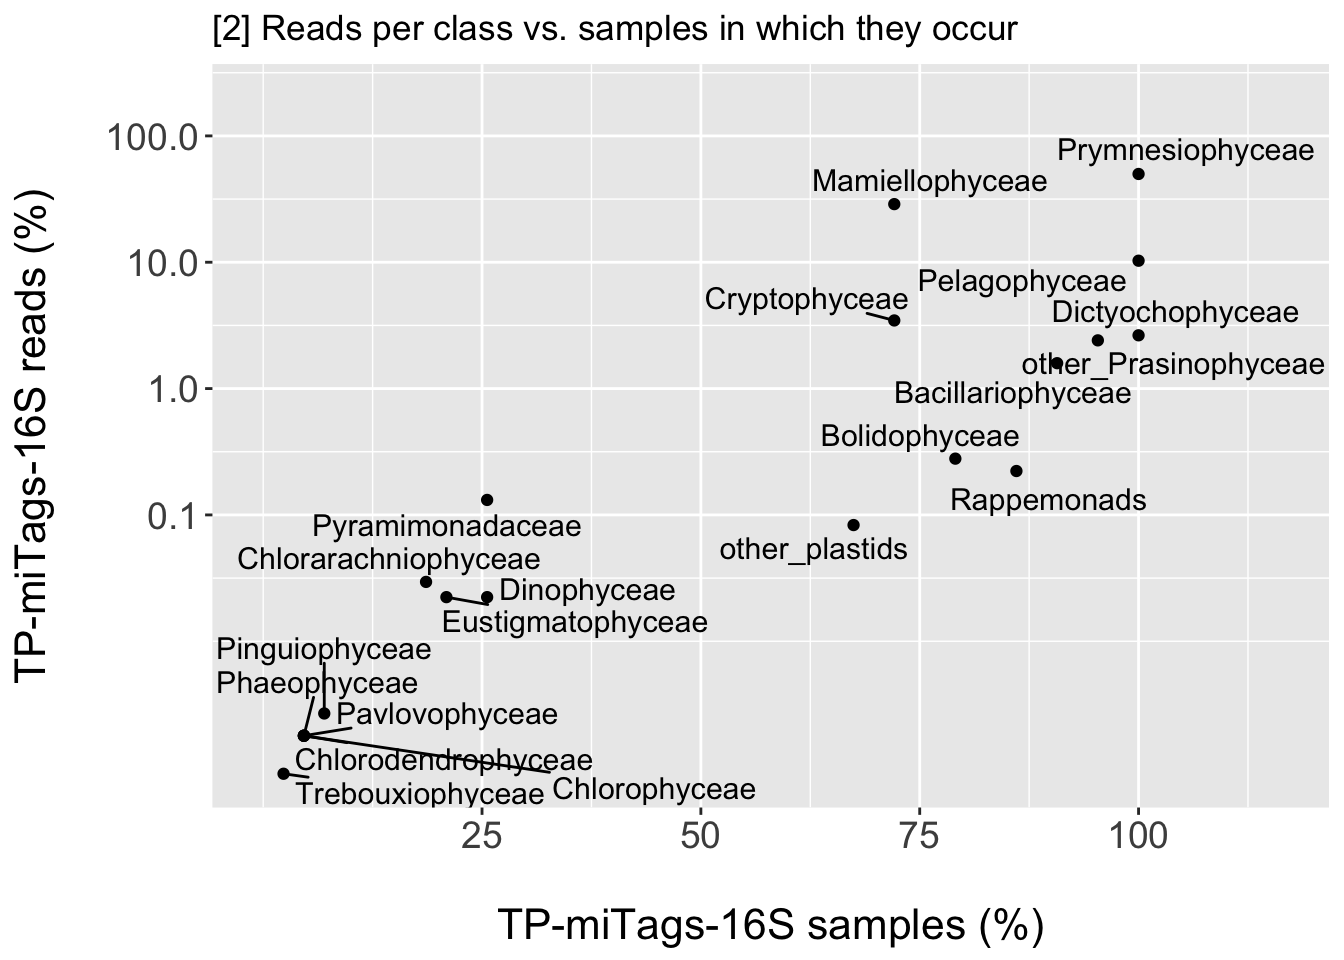 [2] Reads per class vs. samples in which they occur
TP-miTags-16S reads (%)
100.0
10.0
1.0
0.1
Prymnesiophyceae
Mamiellophyceae
Pelagophyceae
Cryptophyceae
Dictyochophyceae
other_Prasinophyceae
Bacillariophyceae
Bolidophyceae
Rappemonads
Pyramimonadaceae
other_plastids
Chlorarachniophyceae
Dinophyceae
Eustigmatophyceae
Pinguiophyceae
Phaeophyceae
Pavlovophyceae
Chlorodendrophyceae
Chlorophyceae
Trebouxiophyceae
25 50 75 100
TP-miTags-16S samples (%)